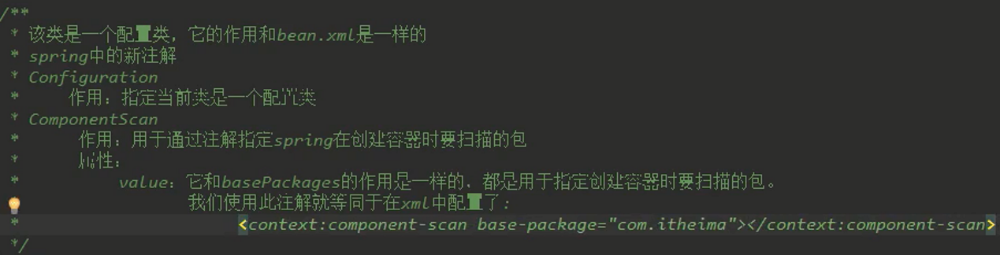 /**
* 该类是一个配置类，它的作用和bean.xml是一样的
* spring中的新注解
* Configuration
* 作用：指定当前类是一个配置类
* ComponentScan
* 作用：用于通过注解指定spring在创建容器时要扫描的包
* 属性：
* value：它和basePackages的作用是一样的，都是用于指定创建容器时要扫描的包。
我们使用此注解就等同于在xml中配置了:
* <context:component-scan base-package="com.itheima"></context:component-scan>
*/